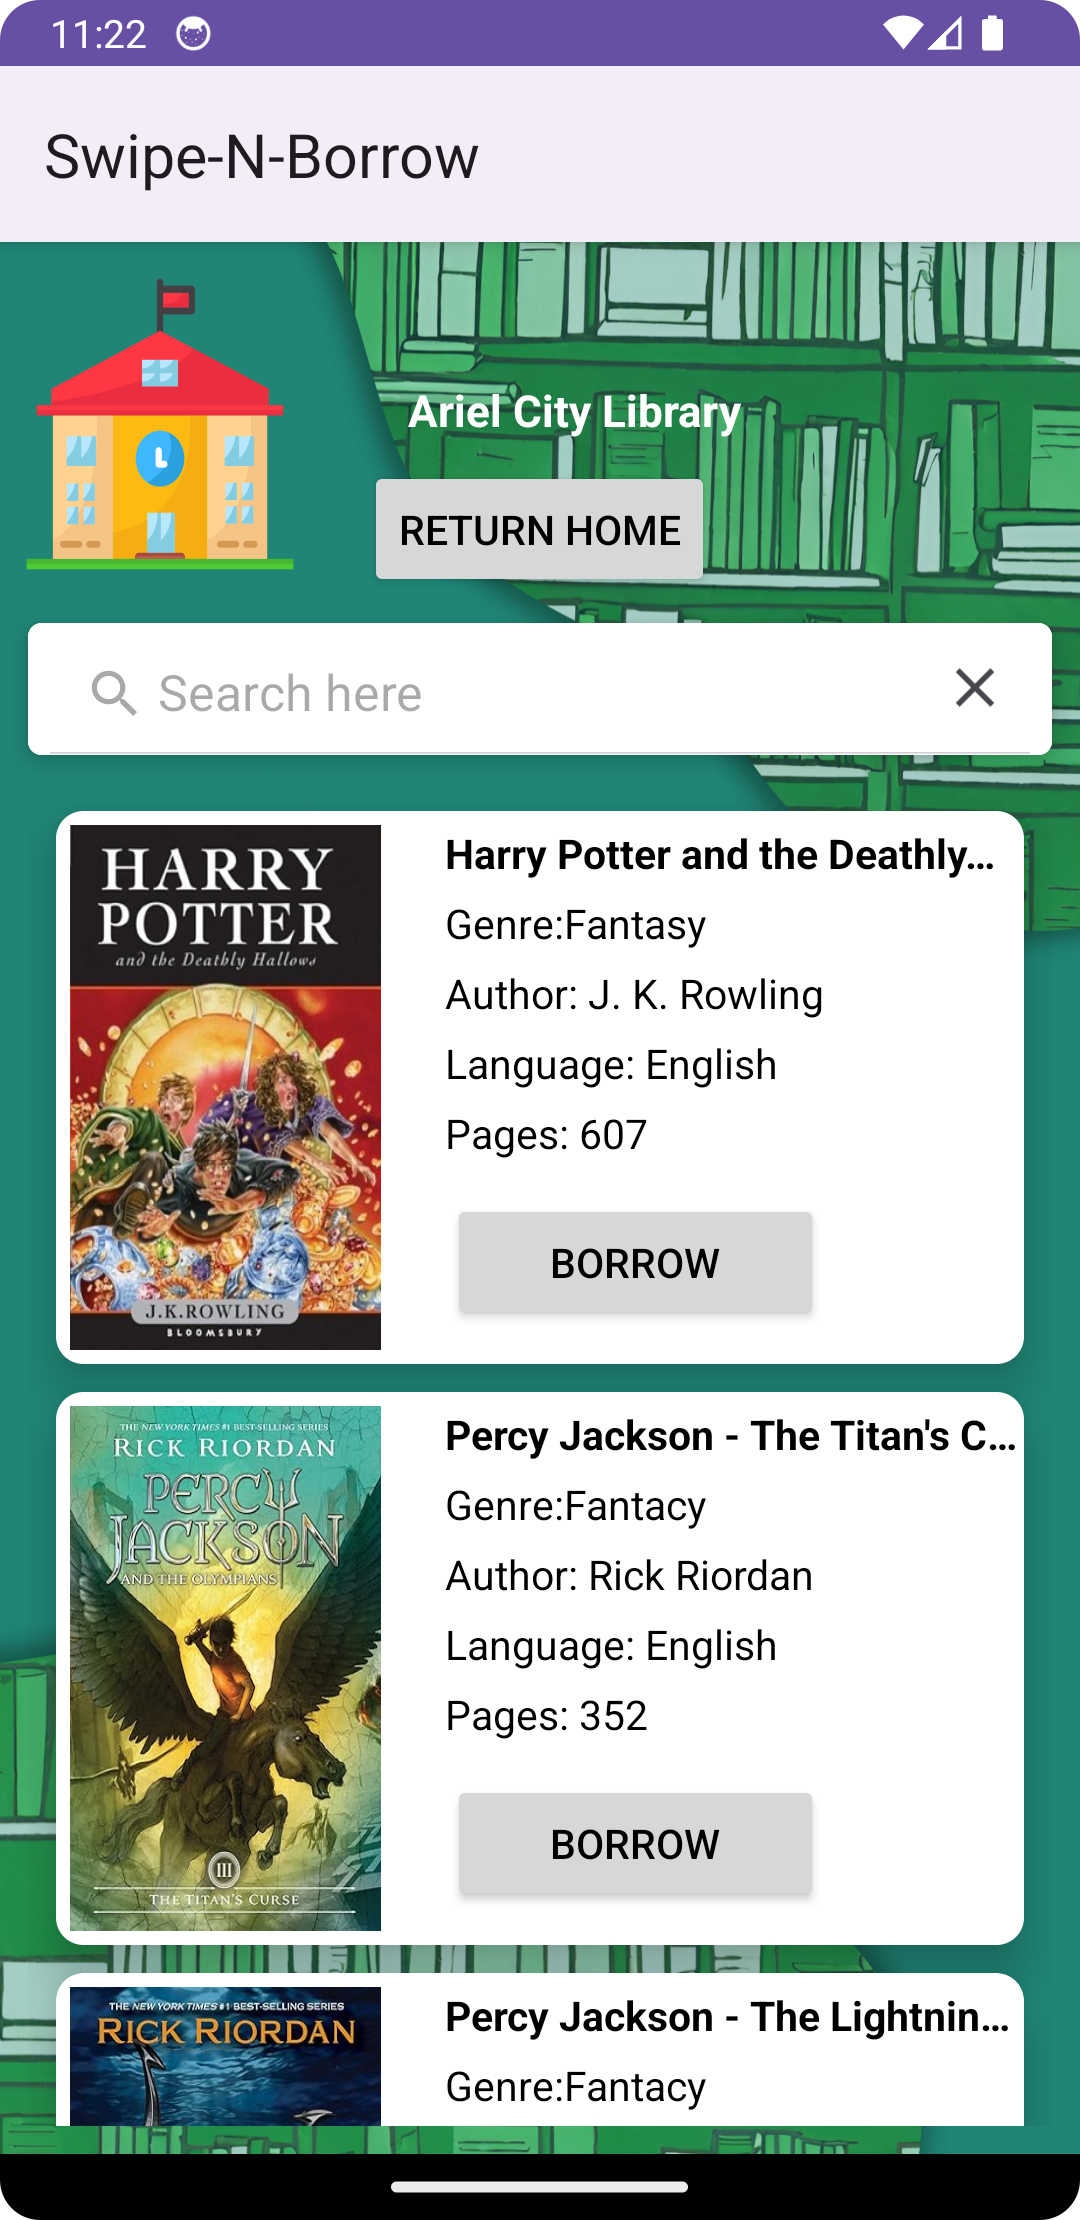 11:22
Swipe-N-Borrow
Ariel City Library
RETURN HOME
Search here
HARRY
POTTER
and the Deathly Hallows
J.K.ROWLING
BLOOMSBURY
Harry Potter and the Deathly...
Genre:Fantasy
Author: J. K. Rowling
Language: English
Pages: 607
BORROW
THE NEW YORK TIMES #1 BEST-SELLING SERIES
RICK RIORDAN
PERCY
JACKSON
AND THE OLYMPIANS
III
THE TITAN'S CURSE
Percy Jackson - The Titan's C...
Genre:Fantacy
Author: Rick Riordan
Language: English
Pages: 352
BORROW
THE NEW YORK TIMES #1 BEST-SELLING SERIES
RICK RIORDAN
Percy Jackson - The Lightnin...
Genre:Fantacy